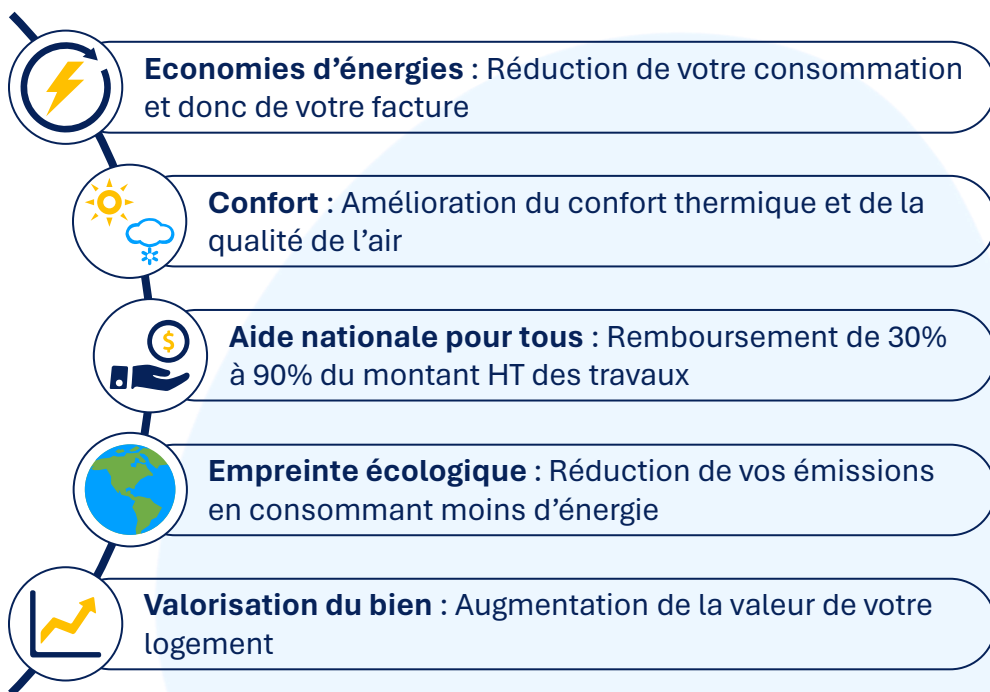 Economies d’énergies : Réduction de votre consommation
et donc de votre facture
Confort : Amélioration du confort thermique et de la
qualité de l’air
$
Aide nationale pour tous : Remboursement de 30%
à 90% du montant HT des travaux
Empreinte écologique : Réduction de vos émissions
en consommant moins d’énergie
Valorisation du bien : Augmentation de la valeur de votre
logement